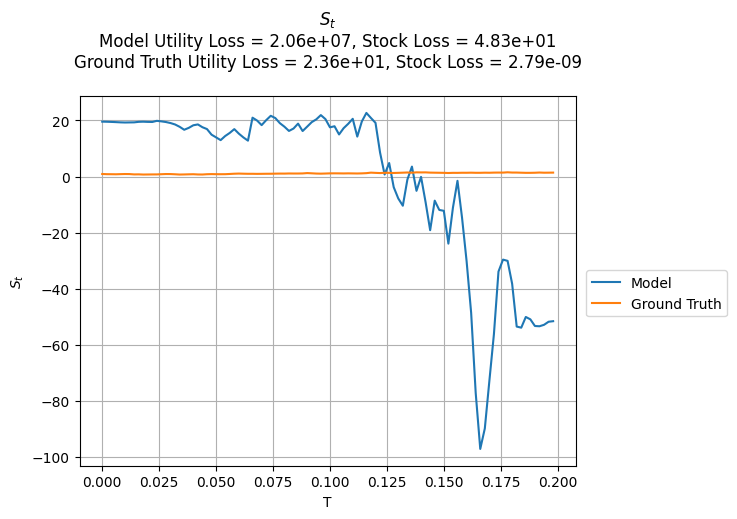 S_t
Model Utility Loss = 2.06e+07, Stock Loss = 4.83e+01
Ground Truth Utility Loss = 2.36e+01, Stock Loss = 2.79e-09
20
0
−20
−40
−60
−80
−100
S_t
0.000 0.025 0.050 0.075 0.100 0.125 0.150 0.175 0.200
T
Model
Ground Truth